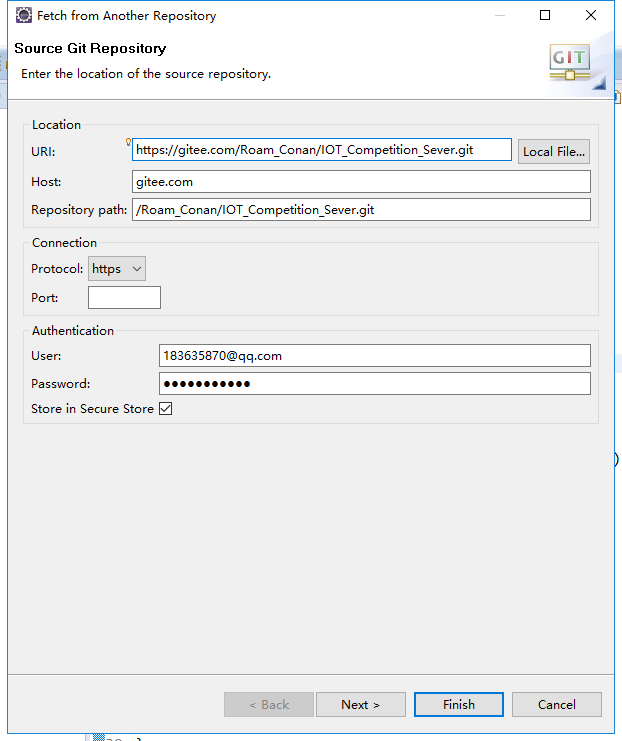 Fetch from Another Repository
Source Git Repository
Enter the location of the source repository.
GIT
Location
URI: https://gitee.com/Roam_Conan/IOT_Competition_Sever.git Local File...
Host: gitee.com
Repository path: /Roam_Conan/IOT_Competition_Sever.git
Connection
Protocol: https
Port:
Authentication
User: 183635870@qq.com
Password: ●●●●●●●●●●●
Store in Secure Store
< Back Next > Finish Cancel